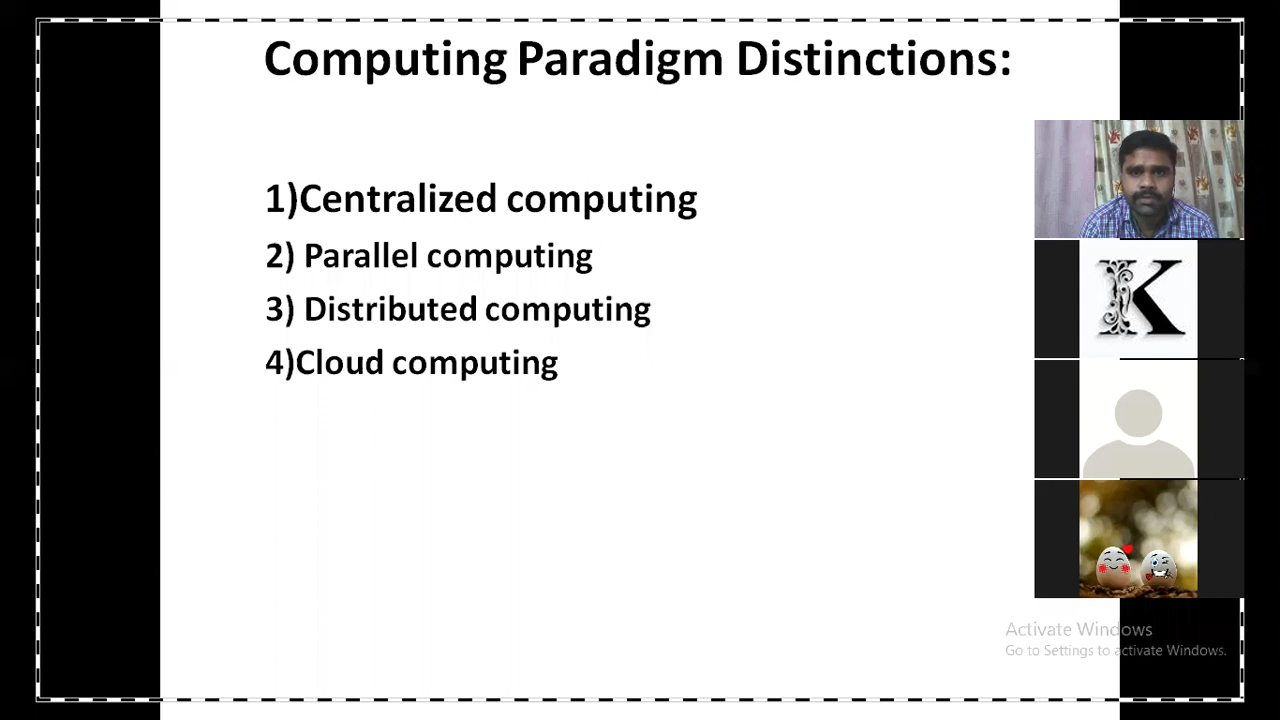 Computing Paradigm Distinctions:
1)Centralized computing
2) Parallel computing
3) Distributed computing
4)Cloud computing
K
Activate Windows
Go to Settings to activate Windows.